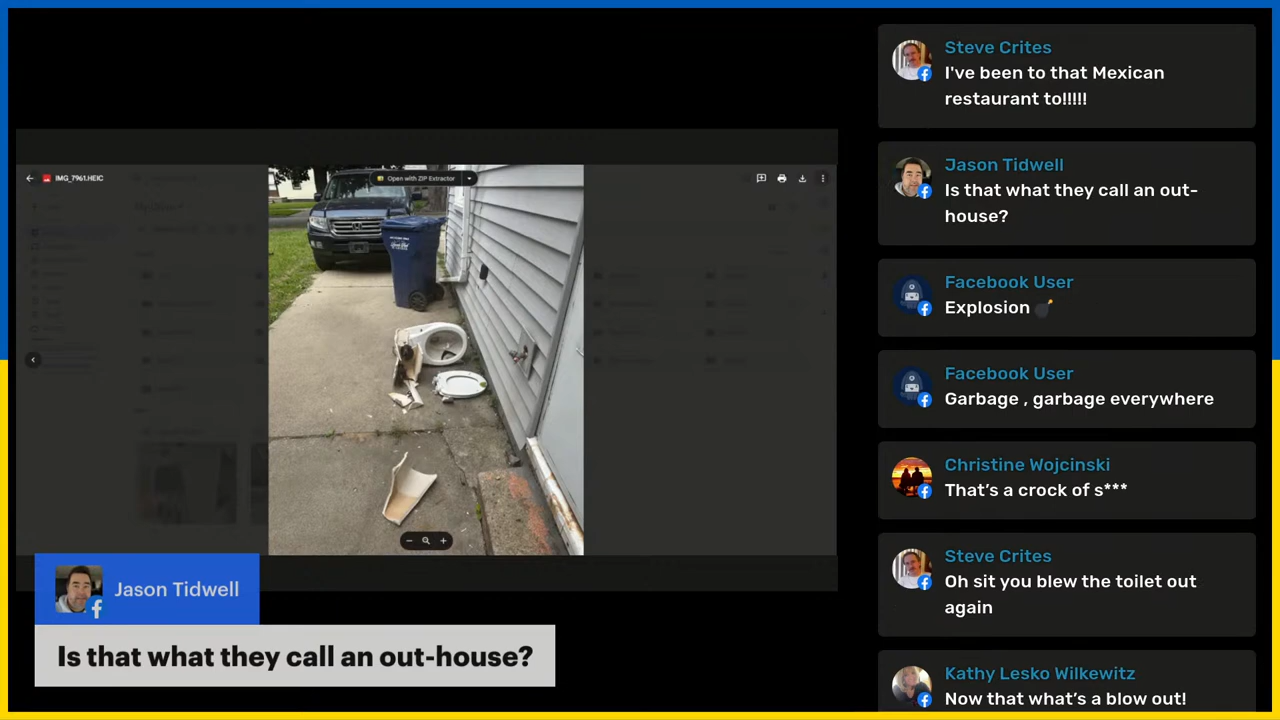 IMG_7961.HEIC
Open with ZIP Extractor
Jason Tidwell
Is that what they call an out-house?
Steve Crites
I've been to that Mexican
restaurant to!!!!!
Jason Tidwell
Is that what they call an out-
house?
Facebook User
Explosion
Facebook User
Garbage , garbage everywhere
Christine Wojcinski
That's a crock of s***
Steve Crites
Oh sit you blew the toilet out
again
Kathy Lesko Wilkewitz
Now that what's a blow out!